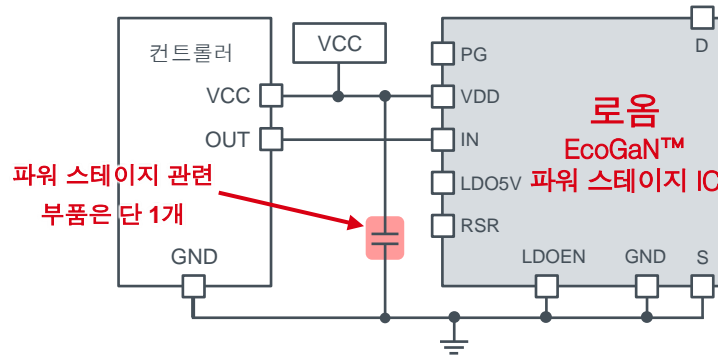 컨트롤러
VCC
D
PG
VCC
VDD
로옴
OUT
IN
EcoGaN™
파워 스테이지 관련
LDO5V
파워 스테이지 IC
부품은 단 1개
RSR
GND
LDOEN
GND
S